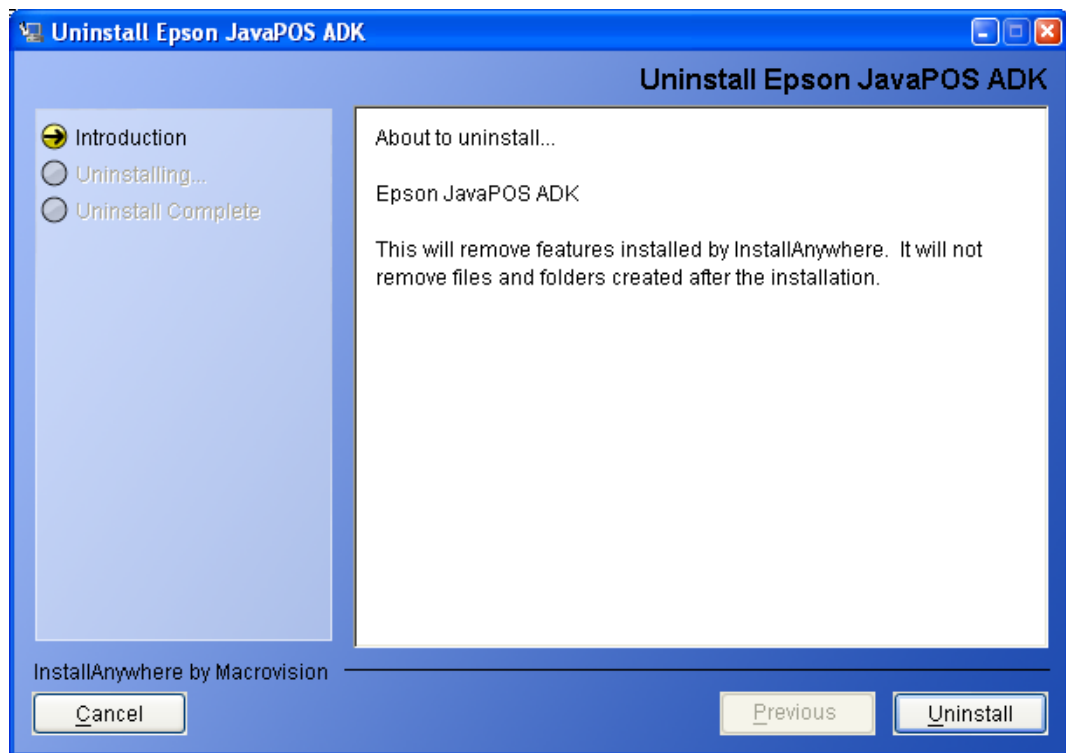 Uninstall Epson JavaPOS ADK
Uninstall Epson JavaPOS ADK
Introduction
Uninstalling...
Uninstall Complete
About to uninstall...
Epson JavaPOS ADK
This will remove features installed by InstallAnywhere.  It will not
remove files and folders created after the installation.
InstallAnywhere by Macrovision
Cancel
Previous
Uninstall